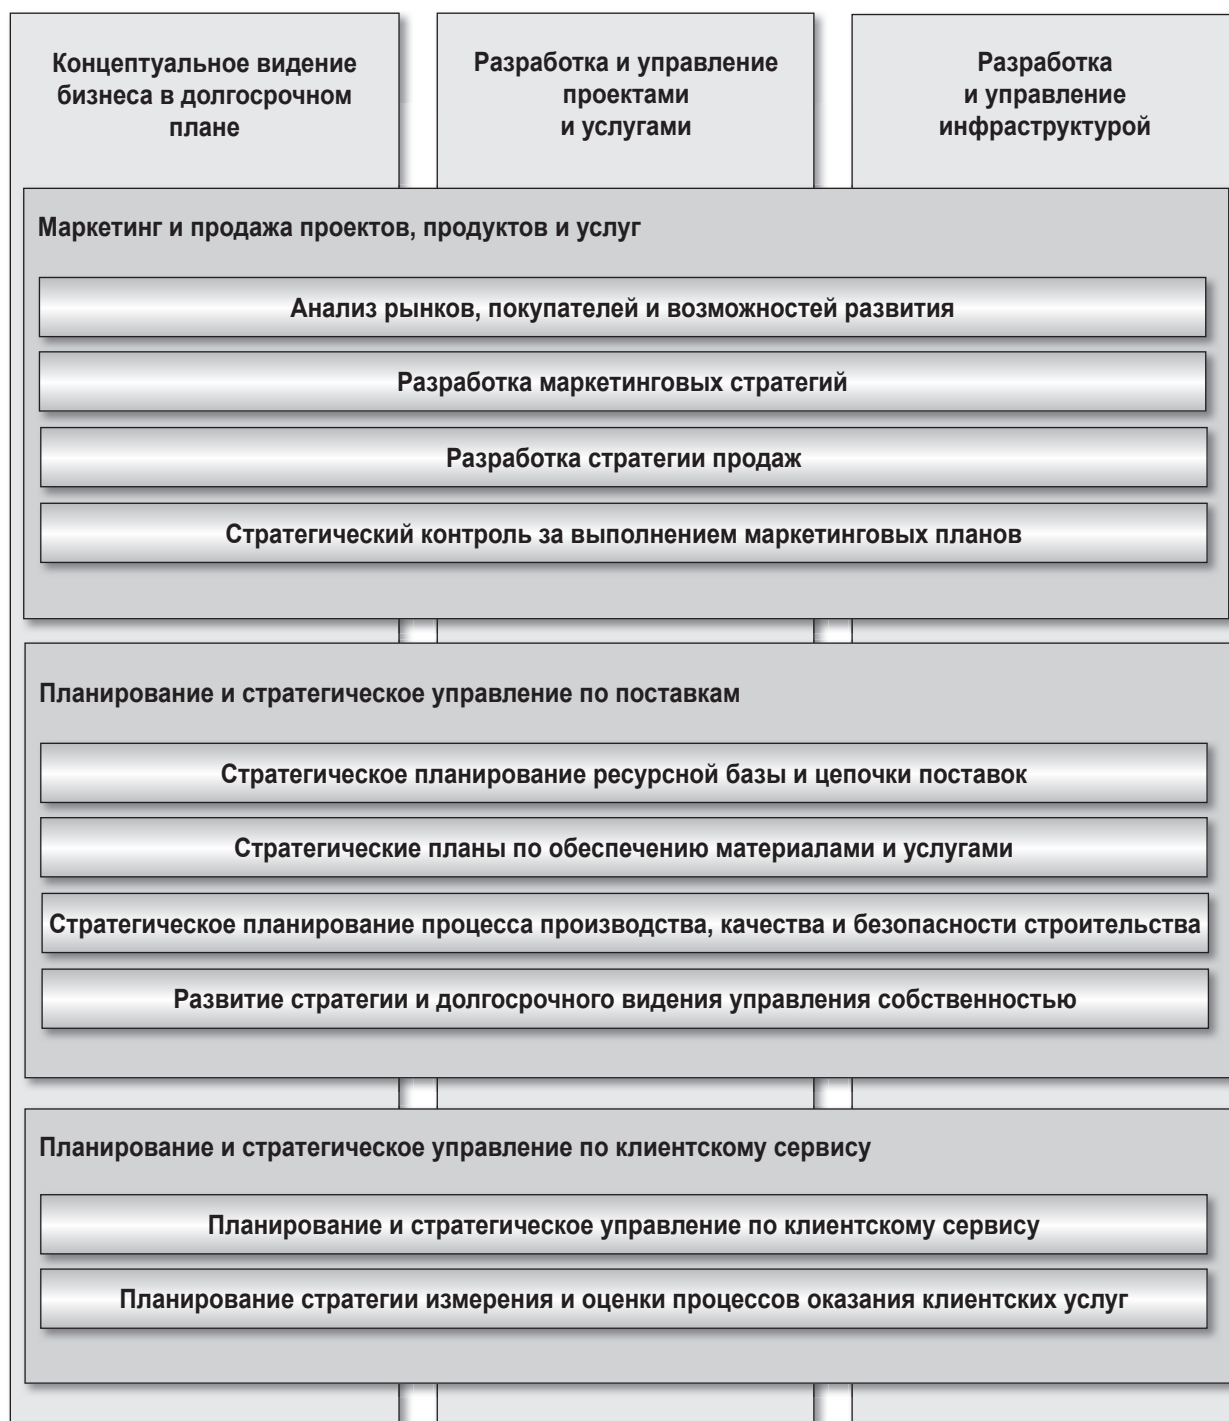 Концептуальное видение
бизнеса в долгосрочном
плане
Разработка и управление
проектами
и услугами
Разработка
и управление
инфраструктурой
Маркетинг и продажа проектов, продуктов и услуг
Анализ рынков, покупателей и возможностей развития
Разработка маркетинговых стратегий
Разработка стратегии продаж
Стратегический контроль за выполнением маркетинговых планов
Планирование и стратегическое управление по поставкам
Стратегическое планирование ресурсной базы и цепочки поставок
Стратегические планы по обеспечению материалами и услугами
Стратегическое планирование процесса производства, качества и безопасности строительства
Развитие стратегии и долгосрочного видения управления собственностью
Планирование и стратегическое управление по клиентскому сервису
Планирование и стратегическое управление по клиентскому сервису
Планирование стратегии измерения и оценки процессов оказания клиентских услуг